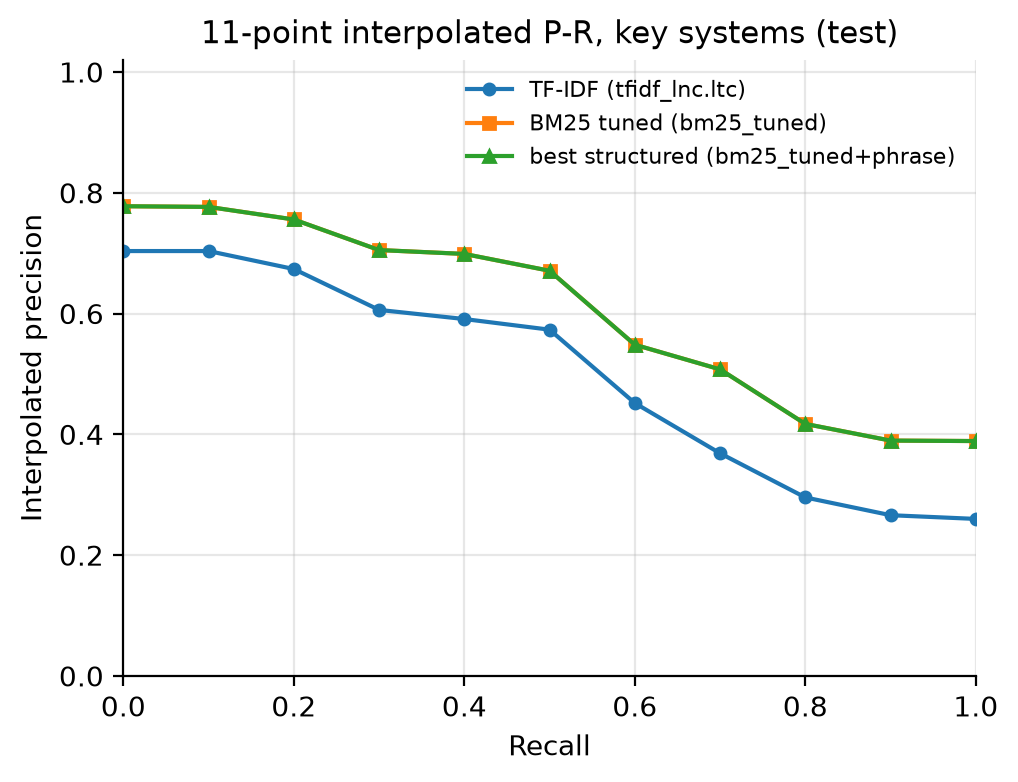 11-point interpolated P-R, key systems (test)
TF-IDF (tfidf_lnc.ltc)
BM25 tuned (bm25_tuned)
best structured (bm25_tuned+phrase)
Interpolated precision
1.0
0.8
0.6
0.4
0.2
0.0
0.0 0.2 0.4 0.6 0.8 1.0
Recall